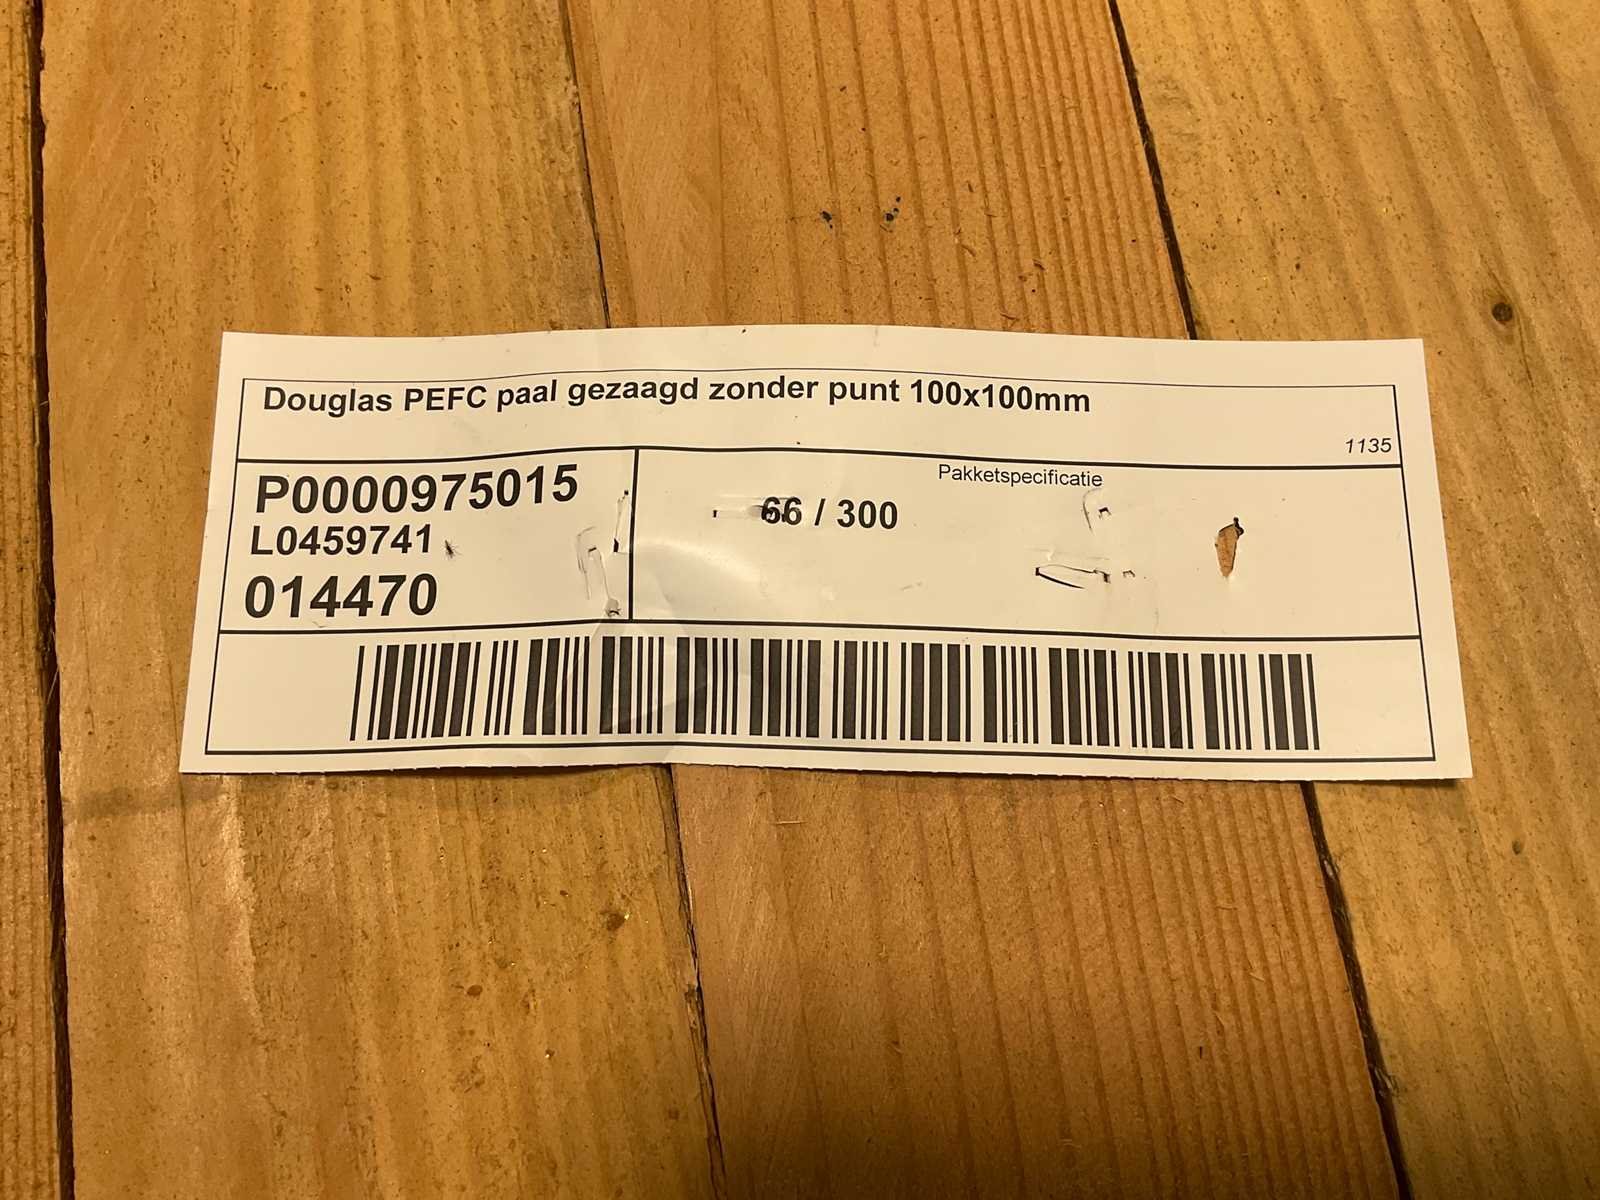 Douglas PEFC paal gezaagd zonder punt 100x100mm
1135
P0000975015
L0459741
014470
Pakketspecificatie
66 / 300